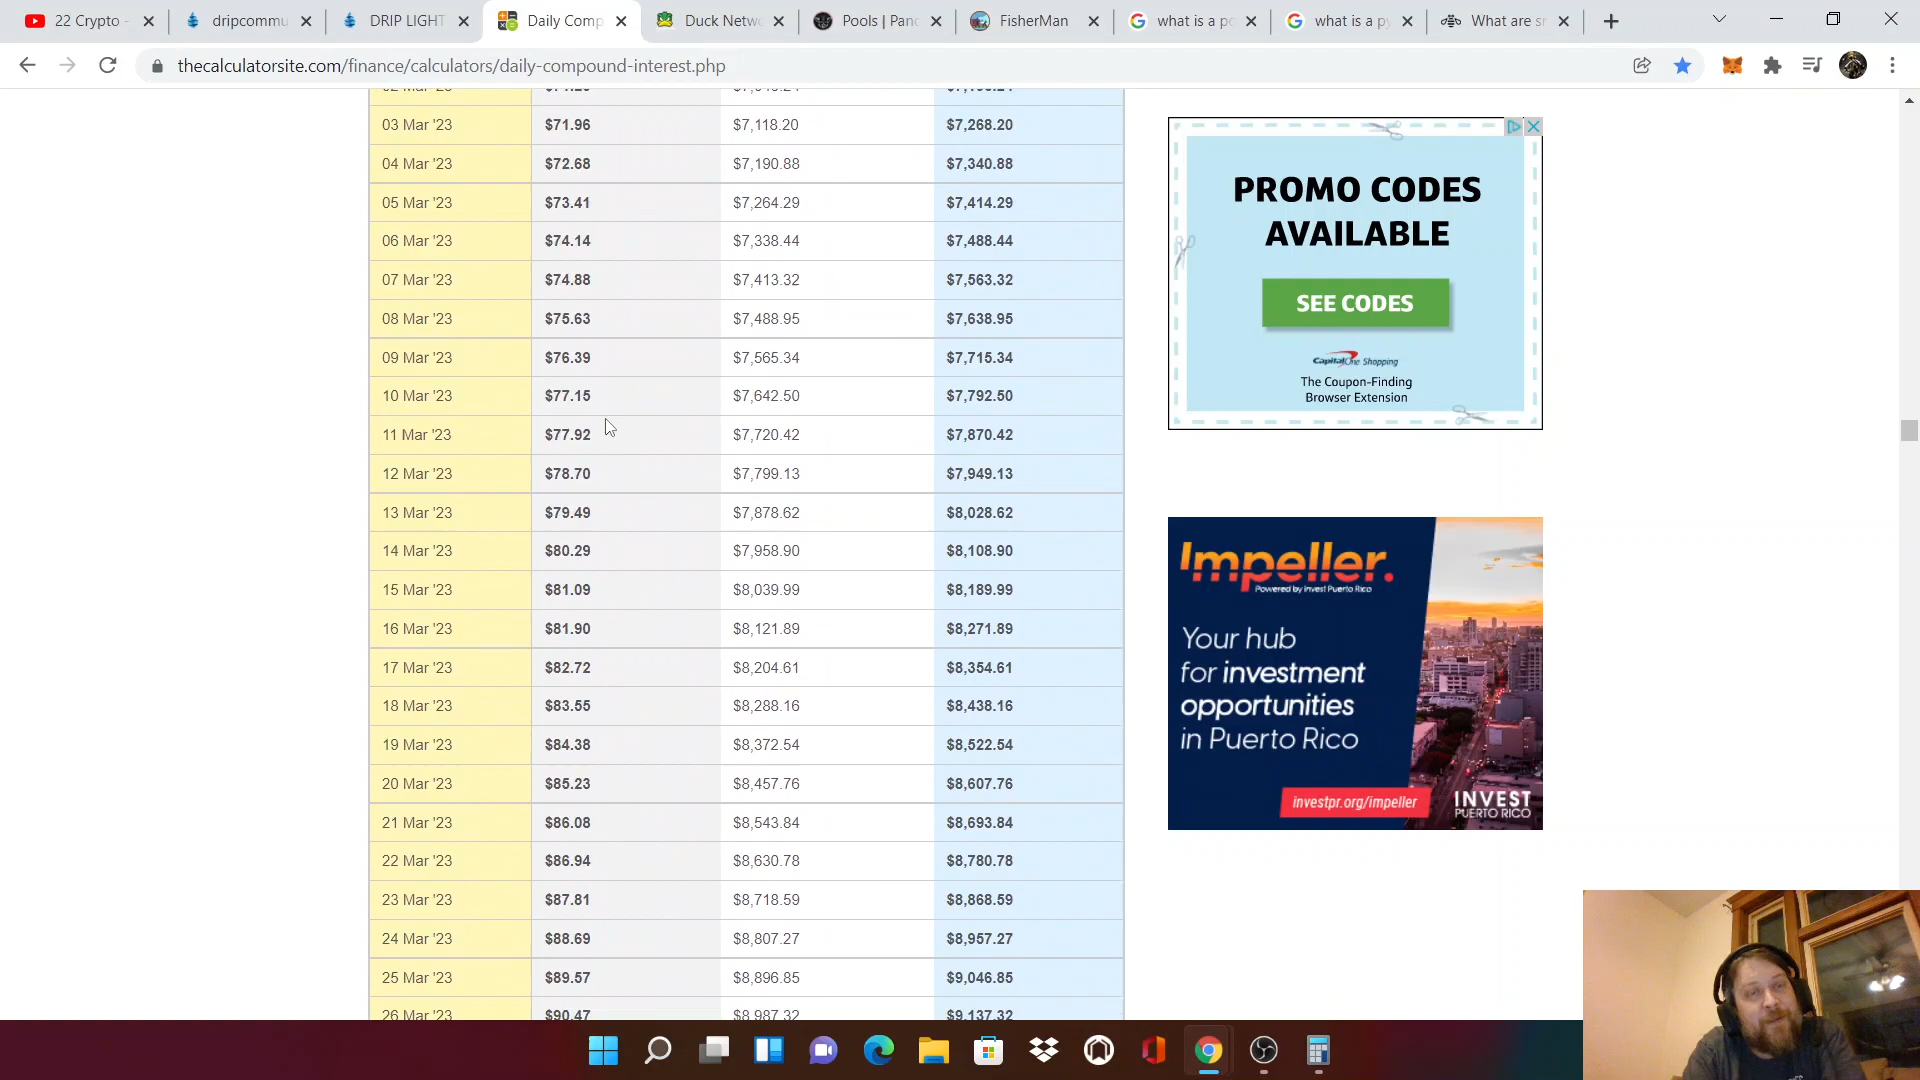 22 Crypto -
dripcommu
DRIP LIGHT
Daily Comp
Duck Netw
Pools | Pan
FisherMan
what is a p
what is a p
What are s
thecalculatorsite.com/finance/calculators/daily-compound-interest.php
03 Mar '23 $71.96 $7,118.20 $7,268.20
04 Mar '23 $72.68 $7,190.88 $7,340.88
05 Mar '23 $73.41 $7,264.29 $7,414.29
06 Mar '23 $74.14 $7,338.44 $7,488.44
07 Mar '23 $74.88 $7,413.32 $7,563.32
08 Mar '23 $75.63 $7,488.95 $7,638.95
09 Mar '23 $76.39 $7,565.34 $7,715.34
10 Mar '23 $77.15 $7,642.50 $7,792.50
11 Mar '23 $77.92 $7,720.42 $7,870.42
12 Mar '23 $78.70 $7,799.13 $7,949.13
13 Mar '23 $79.49 $7,878.62 $8,028.62
14 Mar '23 $80.29 $7,958.90 $8,108.90
15 Mar '23 $81.09 $8,039.99 $8,189.99
16 Mar '23 $81.90 $8,121.89 $8,271.89
17 Mar '23 $82.72 $8,204.61 $8,354.61
18 Mar '23 $83.55 $8,288.16 $8,438.16
19 Mar '23 $84.38 $8,372.54 $8,522.54
20 Mar '23 $85.23 $8,457.76 $8,607.76
21 Mar '23 $86.08 $8,543.84 $8,693.84
22 Mar '23 $86.94 $8,630.78 $8,780.78
23 Mar '23 $87.81 $8,718.59 $8,868.59
24 Mar '23 $88.69 $8,807.27 $8,957.27
25 Mar '23 $89.57 $8,896.85 $9,046.85
26 Mar '23 $90.47 $8,987.32 $9,137.32
PROMO CODES
AVAILABLE
SEE CODES
CapitalOne Shopping
The Coupon-Finding
Browser Extension
Impeller.
Powered by Invest Puerto Rico
Your hub
for investment
opportunities
in Puerto Rico
investpr.org/impeller
INVEST
PUERTO RICO